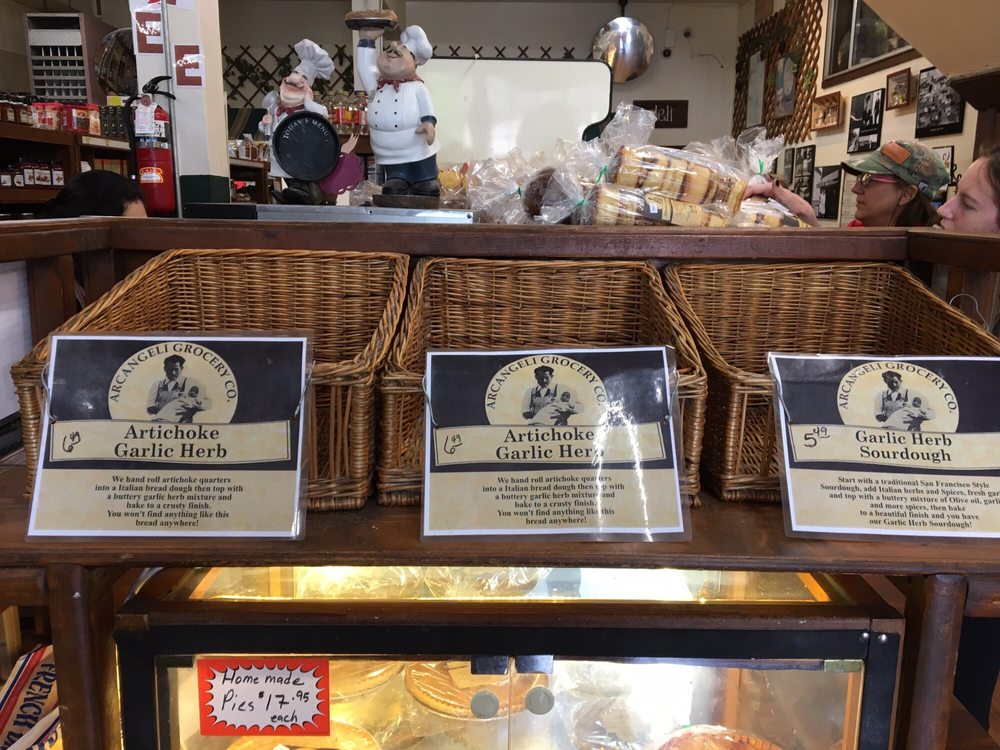 E
E
E
TODAY'S MENU
deli
ARCANGELI GROCERY CO.
6 49
Artichoke
Garlic Herb
We hand roll artichoke quarters
into a Italian bread dough then top with
a buttery garlic herb mixture and
bake to a crusty finish.
You won't find anything like this
bread anywhere!
ARCANGELI GROCERY CO.
6 49
Artichoke
Garlic Herb
We hand roll artichoke quarters
into a Italian bread dough then top with
a buttery garlic herb mixture and
bake to a crusty finish.
You won't find anything like this
bread anywhere!
ARCANGELI GROCERY CO.
5 49
Garlic Herb
Sourdough
Start with a traditional San Francisco Style
Sourdough, add Italian herbs and Spices, fresh
and top with a buttery mixture of Olive oil,
and more spices, then bake
to a beautiful finish and you have
our Garlic Herb Sourdough!
Home made
Pies $17.95
each
FRENCH